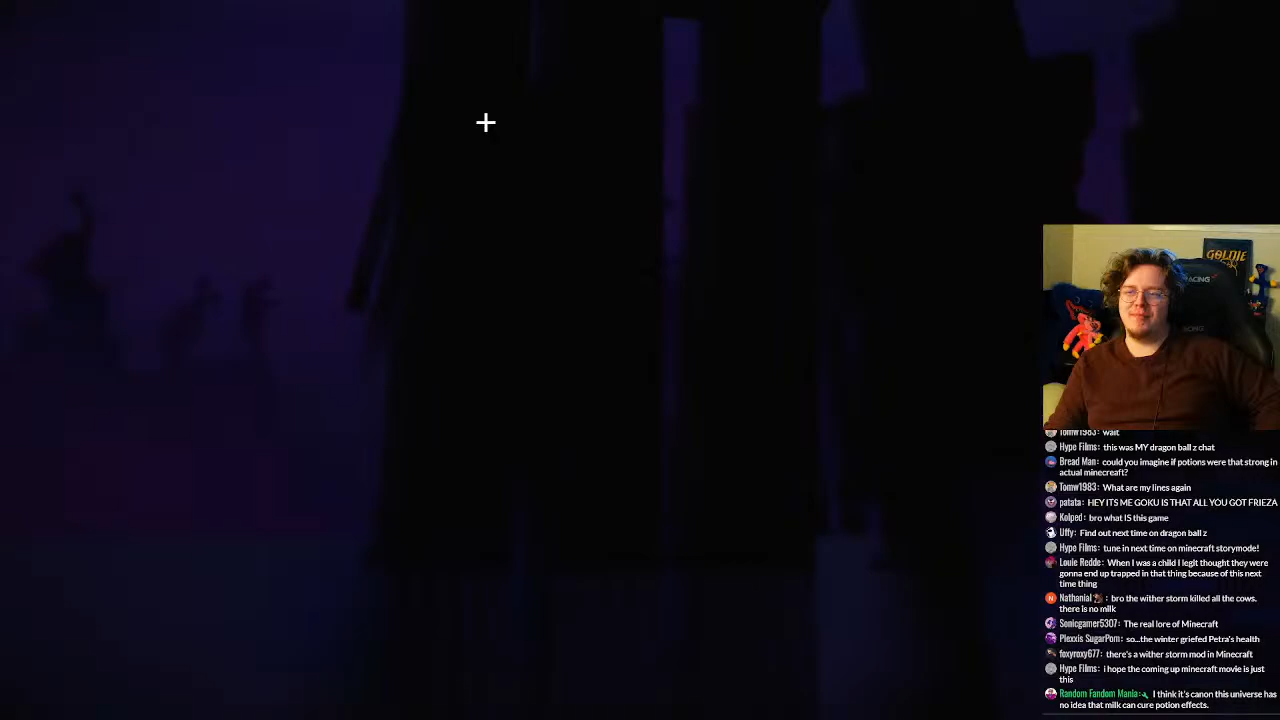 GOLDIE
RACING
Tomw1983: wait
Hype Films: this was MY dragon ball z chat
Bread Man: could you imagine if potions were that strong in
actual minecraft?
Tomw1983: What are my lines again
patata: HEY ITS ME GOKU IS THAT ALL YOU GOT FRIEZA
Kolped: bro what IS this game
Uffy: Find out next time on dragon ball z
Hype Films: tune in next time on minecraft storymode!
Louie Redde: When I was a child I legit thought they were
gonna end up trapped in that thing because of this next
time thing
Nathanial: bro the wither storm killed all the cows.
there is no milk
Sonicgamer5307: The real lore of Minecraft
Plexxis SugarPom: so...the winter griefed Petra's health
foxyroxy677: there's a wither storm mod in Minecraft
Hype Films: i hope the coming up minecraft movie is just
this
Random Fandom Mania: I think it's canon this universe has
no idea that milk can cure potion effects.